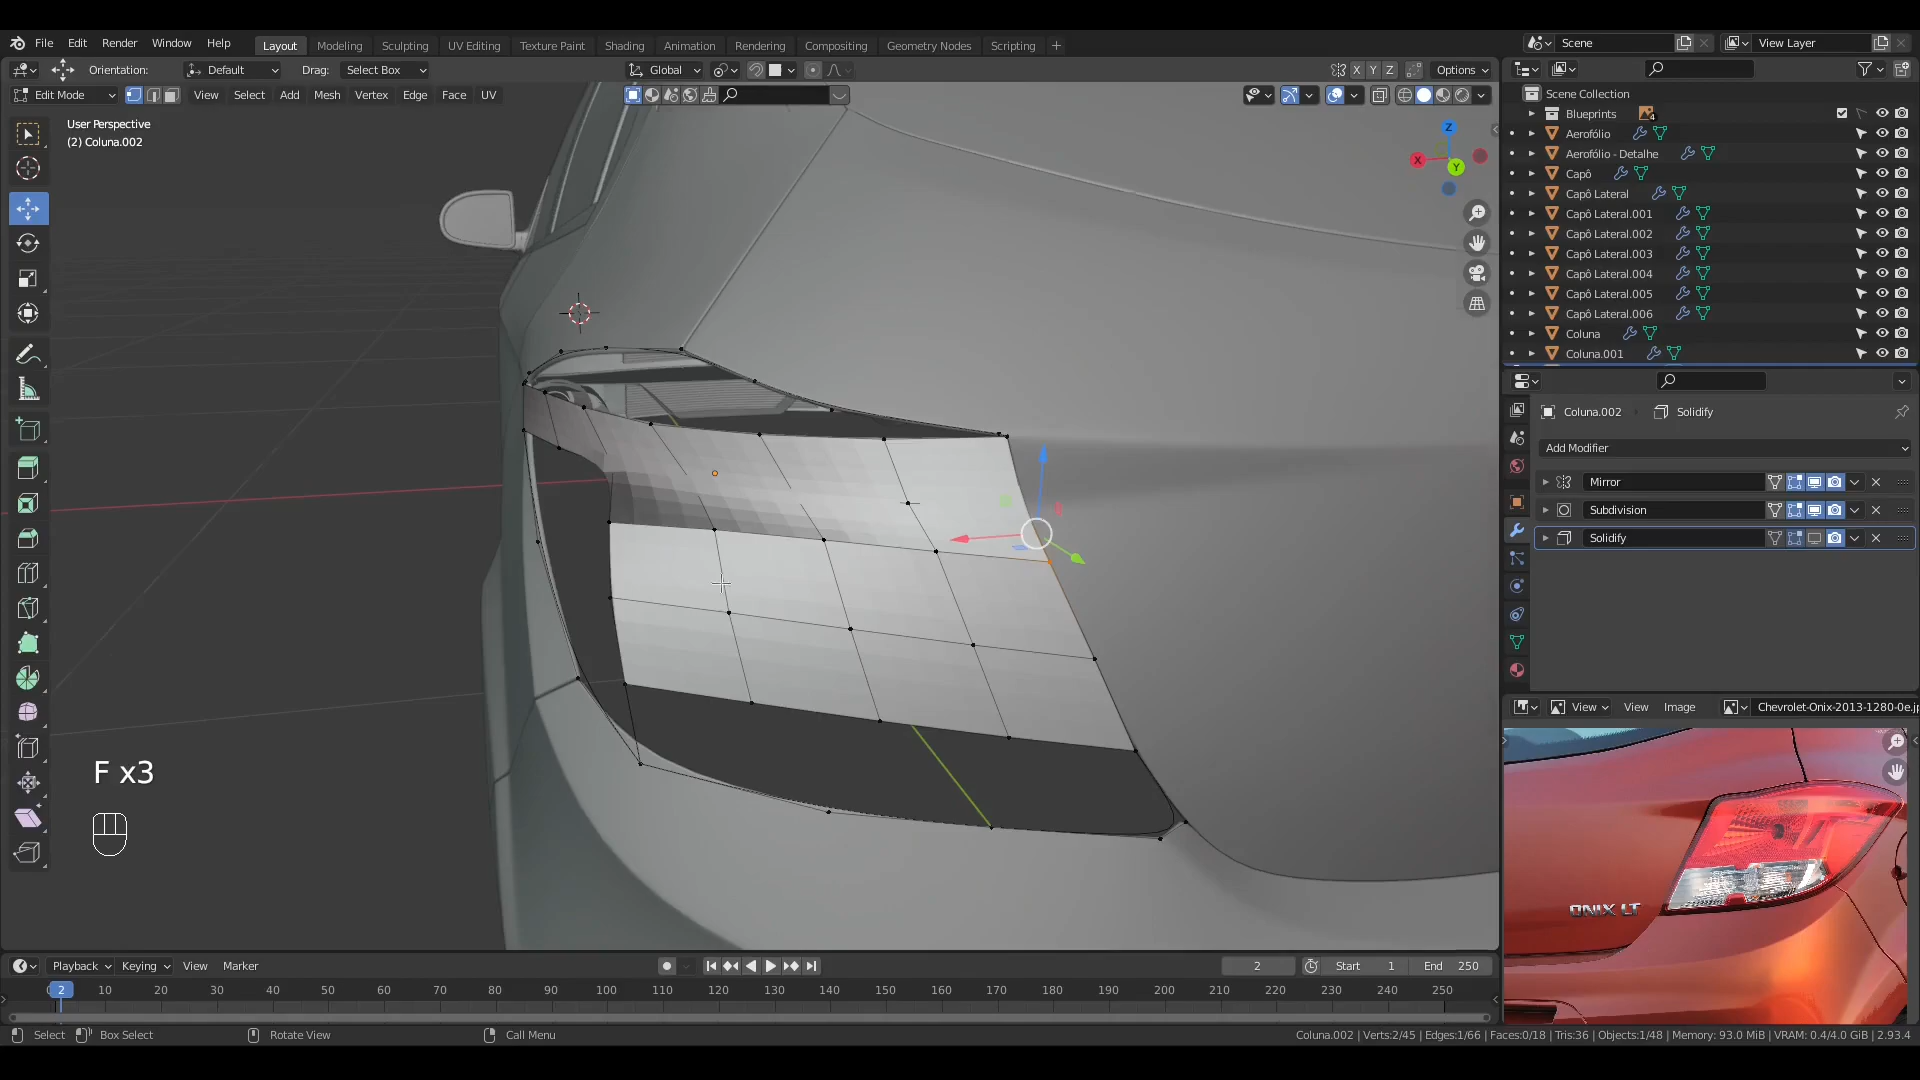 File Edit Render Window Help Layout Modeling Sculpting UV Editing Texture Paint Shading Animation Rendering Compositing Geometry Nodes Scripting + Scene View Layer
Orientation: Default Drag: Select Box Global X Y Z Options
Edit Mode View Select Add Mesh Vertex Edge Face UV
User Perspective
(2) Coluna.002
Z
X
Y
F x3
Scene Collection
Blueprints 4
Aerofólio
Aerofólio - Detalhe
Capô
Capô Lateral
Capô Lateral.001
Capô Lateral.002
Capô Lateral.003
Capô Lateral.004
Capô Lateral.005
Capô Lateral.006
Coluna
Coluna.001
Coluna.002 Solidify
Add Modifier
Mirror
Subdivision
Solidify
View View Image Chevrolet-Onix-2013-1280-0e.jp
ONIX LT
Playback Keying View Marker 2 Start 1 End 250
2 10 20 30 40 50 60 70 80 90 100 110 120 130 140 150 160 170 180 190 200 210 220 230 240 250
Select Box Select Rotate View Call Menu Coluna.002 | Verts:2/45 | Edges:1/66 | Faces:0/18 | Tris:36 | Objects:1/48 | Memory: 93.0 MiB | VRAM: 0.4/4.0 GiB | 2.93.4